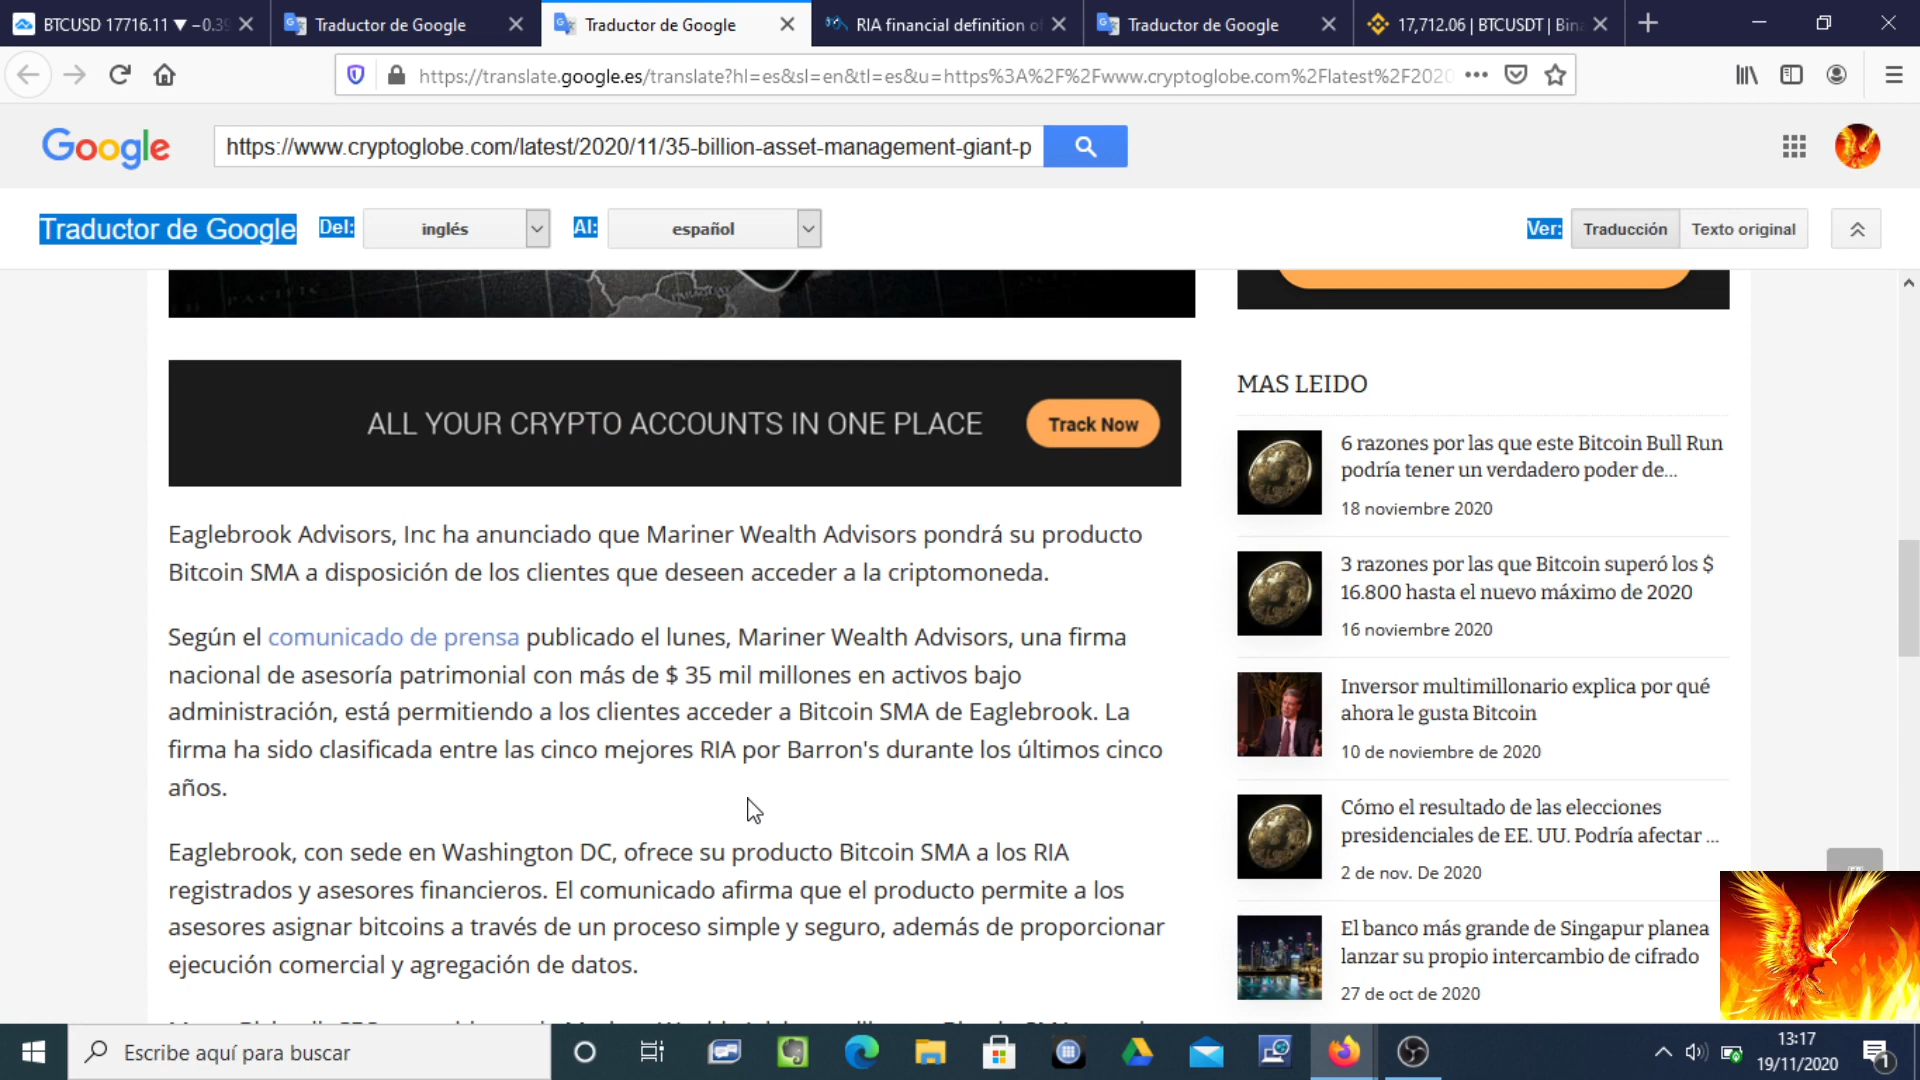 BTCUSD 17716.11 ▼ −0.39
Traductor de Google
Traductor de Google
RIA financial definition of
Traductor de Google
17,712.06 | BTCUSDT | Bin
https://translate.google.es/translate?hl=es&sl=en&tl=es&u=https%3A%2F%2Fwww.cryptoglobe.com%2Flatest%2F2020
Google
https://www.cryptoglobe.com/latest/2020/11/35-billion-asset-management-giant-p
Traductor de Google
Del:
inglés
Al:
español
Ver:
Traducción
Texto original
ALL YOUR CRYPTO ACCOUNTS IN ONE PLACE
Track Now
Eaglebrook Advisors, Inc ha anunciado que Mariner Wealth Advisors pondrá su producto
Bitcoin SMA a disposición de los clientes que deseen acceder a la criptomoneda.
Según el comunicado de prensa publicado el lunes, Mariner Wealth Advisors, una firma
nacional de asesoría patrimonial con más de $ 35 mil millones en activos bajo
administración, está permitiendo a los clientes acceder a Bitcoin SMA de Eaglebrook. La
firma ha sido clasificada entre las cinco mejores RIA por Barron's durante los últimos cinco
años.
Eaglebrook, con sede en Washington DC, ofrece su producto Bitcoin SMA a los RIA
registrados y asesores financieros. El comunicado afirma que el producto permite a los
asesores asignar bitcoins a través de un proceso simple y seguro, además de proporcionar
ejecución comercial y agregación de datos.
MAS LEIDO
6 razones por las que este Bitcoin Bull Run
podría tener un verdadero poder de...
18 noviembre 2020
3 razones por las que Bitcoin superó los $
16.800 hasta el nuevo máximo de 2020
16 noviembre 2020
Inversor multimillonario explica por qué
ahora le gusta Bitcoin
10 de noviembre de 2020
Cómo el resultado de las elecciones
presidenciales de EE. UU. Podría afectar ...
2 de nov. De 2020
El banco más grande de Singapur planea
lanzar su propio intercambio de cifrado
27 de oct de 2020
Escribe aquí para buscar
13:17
19/11/2020
1